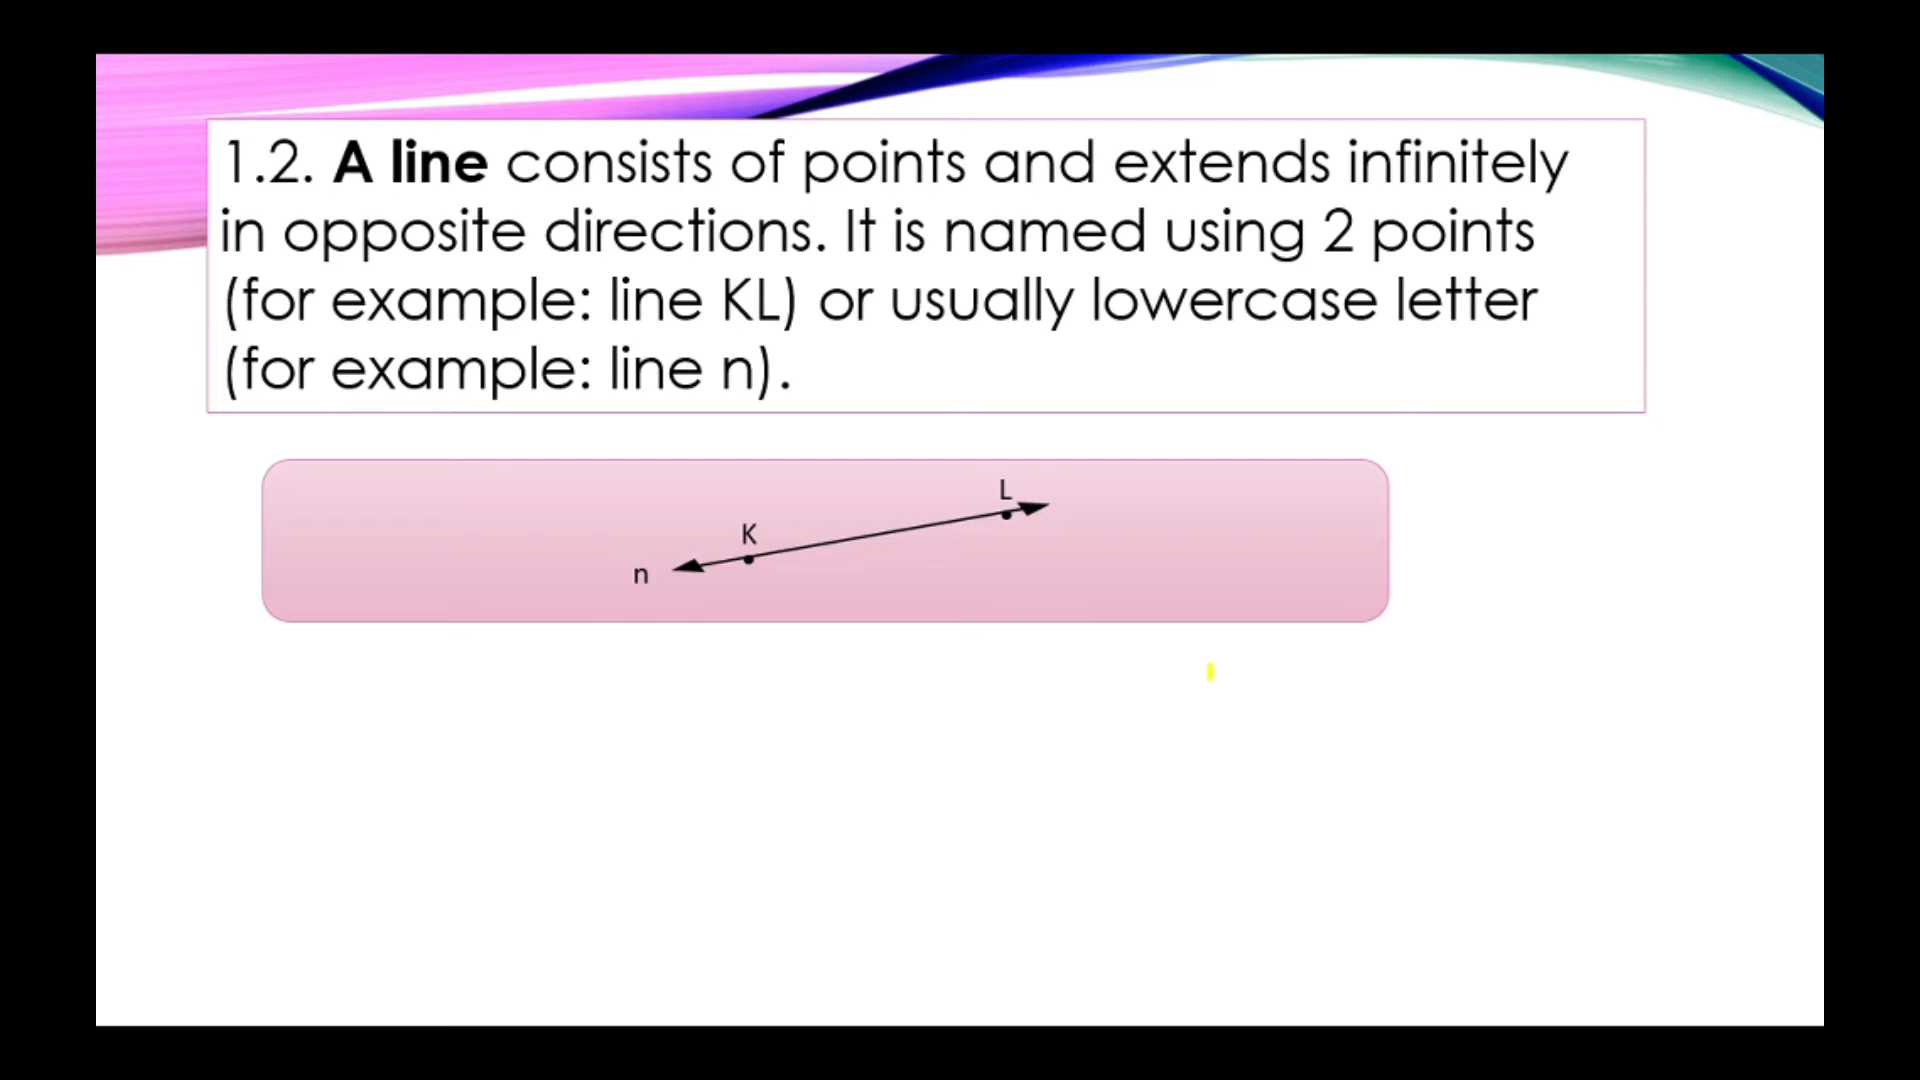 1.2. A line consists of points and extends infinitely
in opposite directions. It is named using 2 points
(for example: line KL) or usually lowercase letter
(for example: line n).
L
K
n